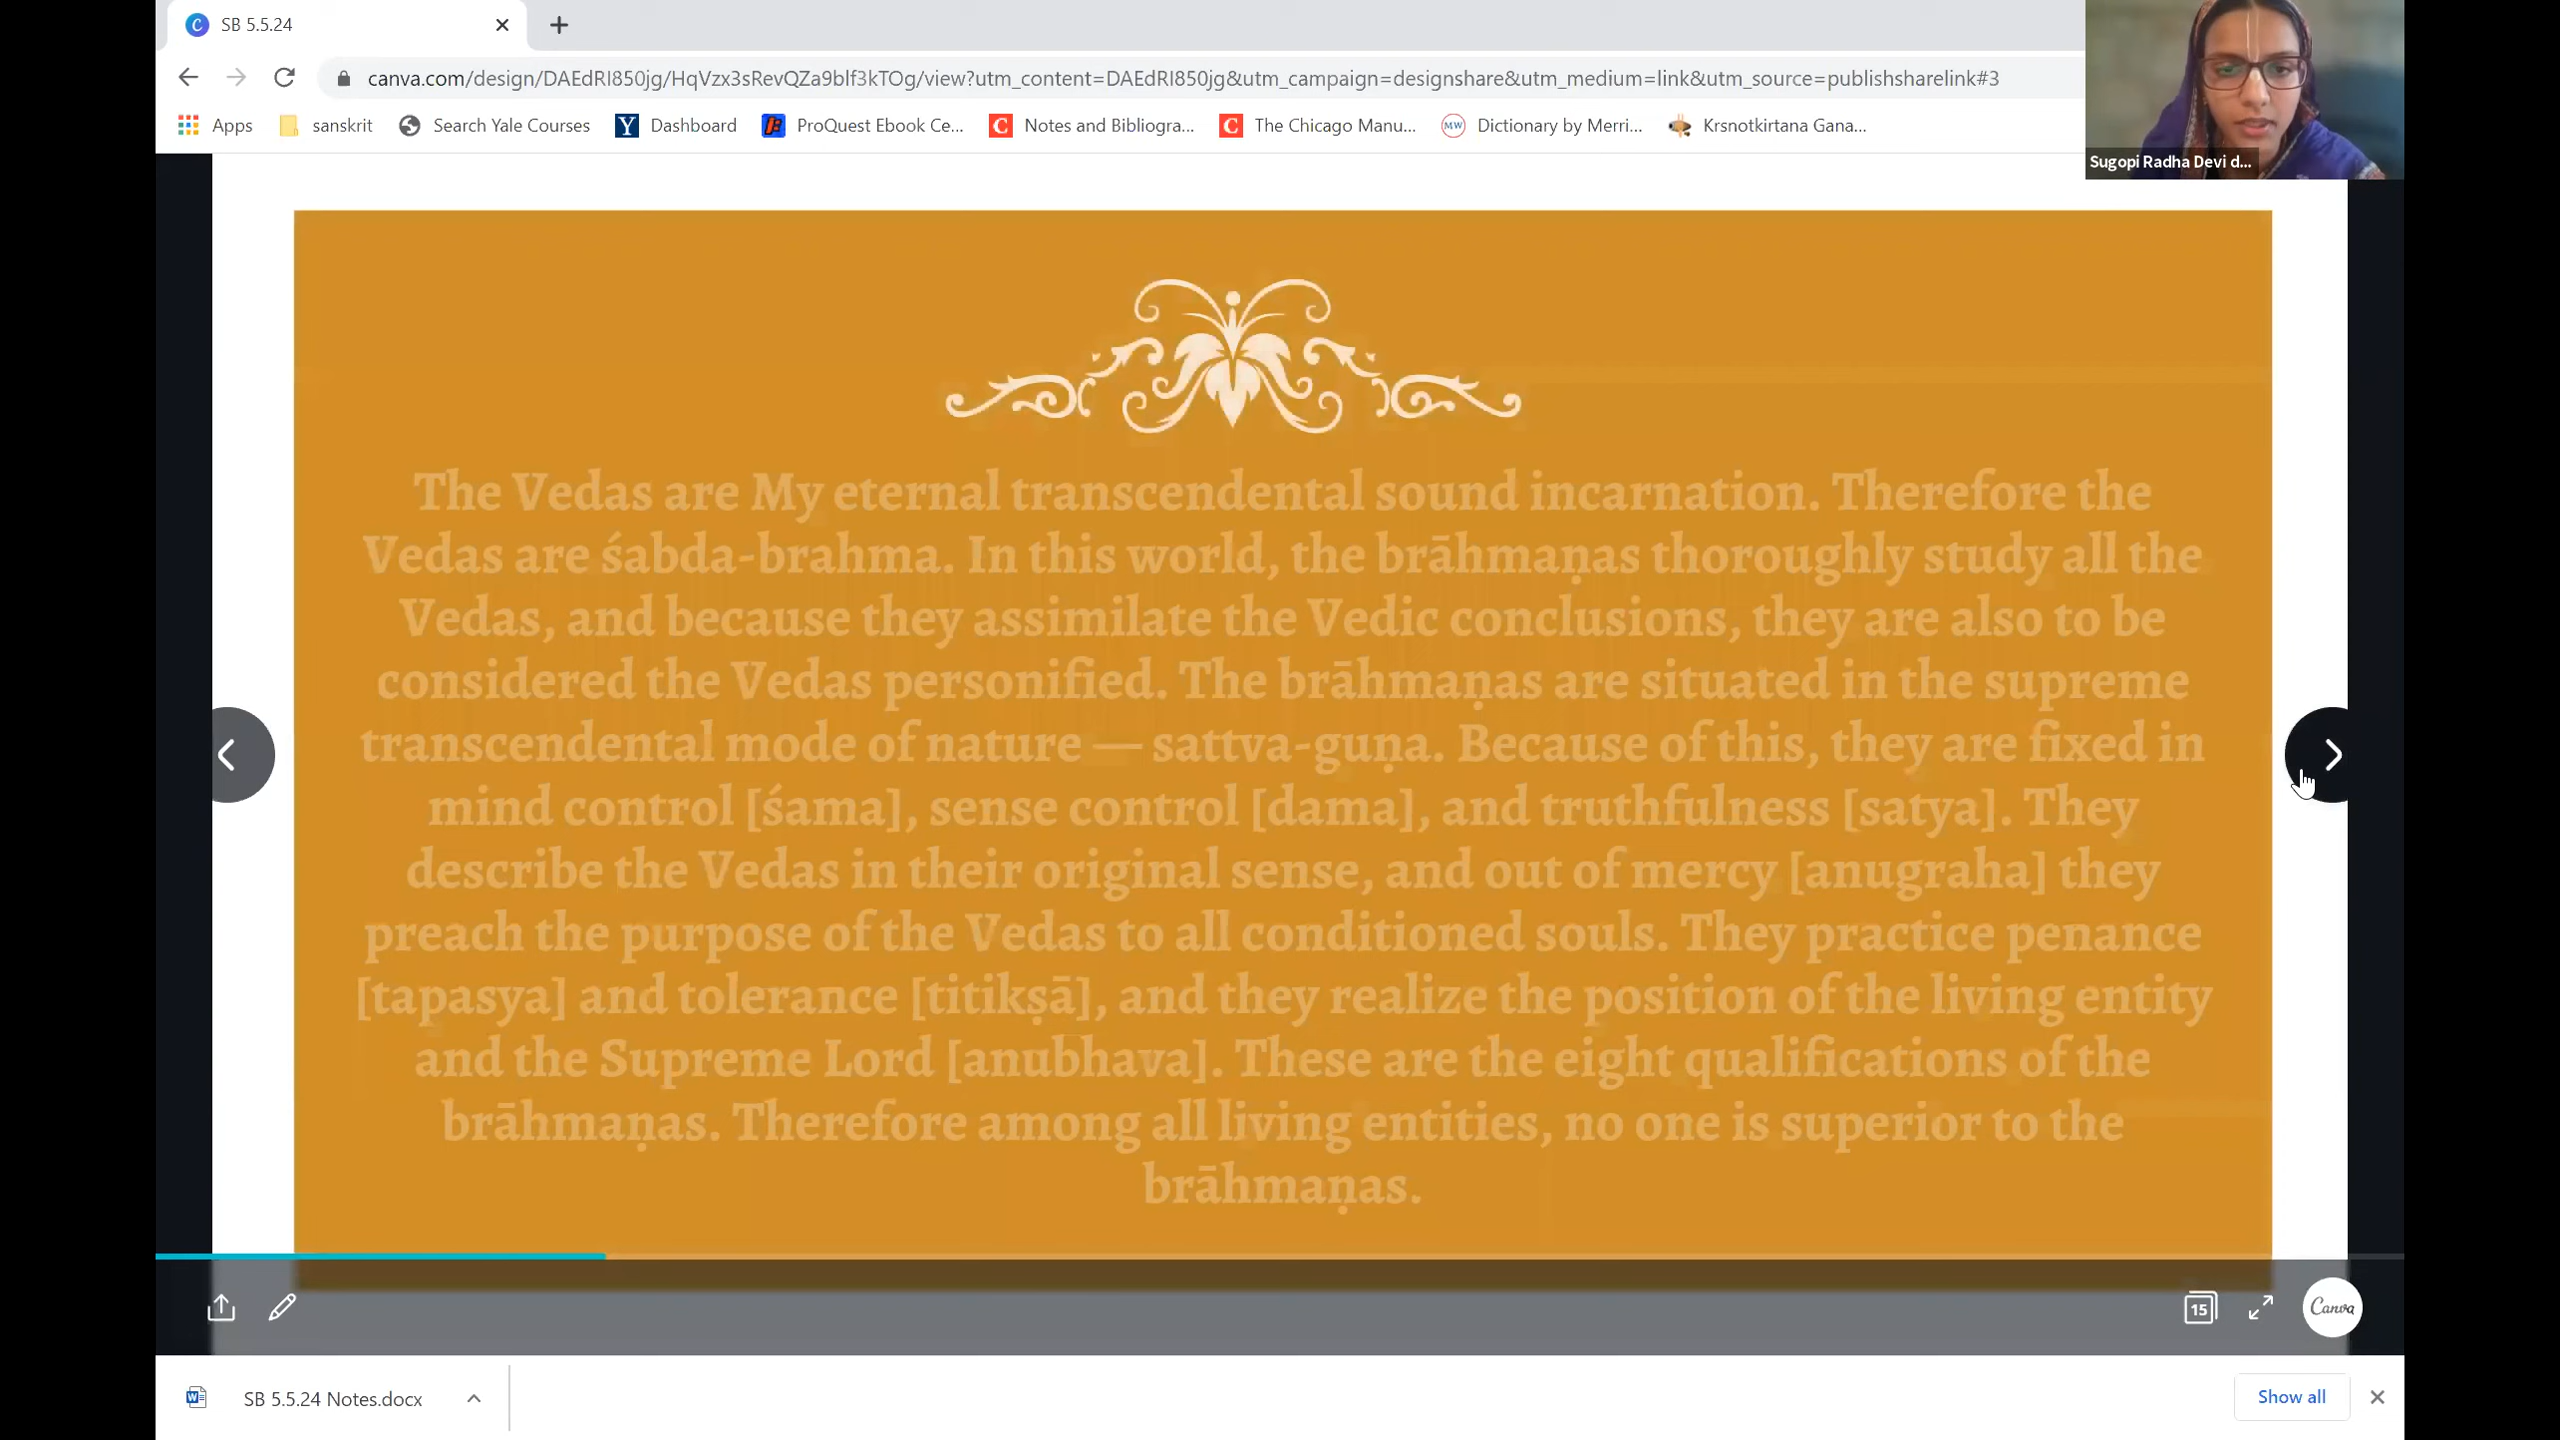 SB 5.5.24
canva.com/design/DAEdRI850jg/HqVzx3sRevQZa9blf3kTOg/view?utm_content=DAEdRI850jg&utm_campaign=designshare&utm_medium=link&utm_source=publishsharelink#3
Apps sanskrit Search Yale Courses Dashboard ProQuest Ebook Ce... Notes and Bibliogra... The Chicago Manu... Dictionary by Merri... Krsnotkirtana Gana...
Sugopi Radha Devi d...
The Vedas are My eternal transcendental sound incarnation. Therefore the
Vedas are śabda-brahma. In this world, the brāhmaṇas thoroughly study all the
Vedas, and because they assimilate the Vedic conclusions, they are also to be
considered the Vedas personified. The brāhmaṇas are situated in the supreme
transcendental mode of nature — sattva-guṇa. Because of this, they are fixed in
mind control [śama], sense control [dama], and truthfulness [satya]. They
describe the Vedas in their original sense, and out of mercy [anugraha] they
preach the purpose of the Vedas to all conditioned souls. They practice penance
[tapasya] and tolerance [titikṣā], and they realize the position of the living entity
and the Supreme Lord [anubhava]. These are the eight qualifications of the
brāhmaṇas. Therefore among all living entities, no one is superior to the
brāhmaṇas.
15 Canva
SB 5.5.24 Notes.docx Show all